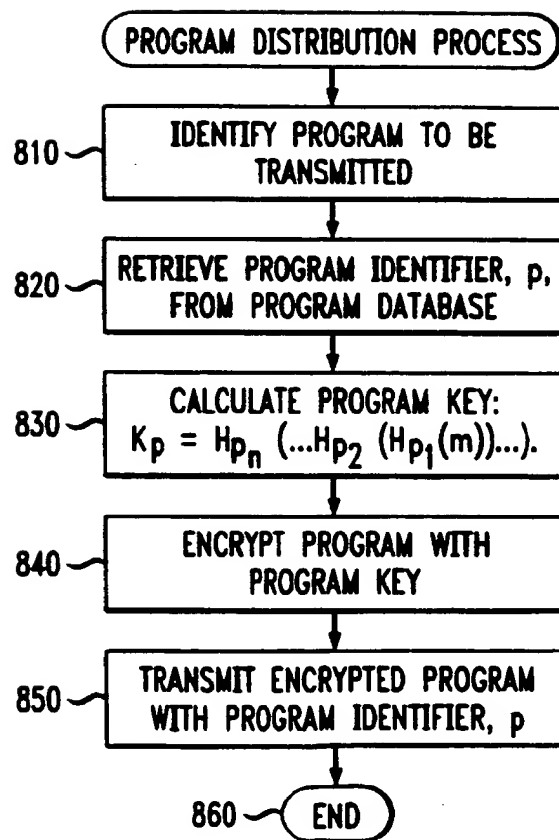 PROGRAM DISTRIBUTION PROCESS
810
IDENTIFY PROGRAM TO BE
TRANSMITTED
820
RETRIEVE PROGRAM IDENTIFIER, p,
FROM PROGRAM DATABASE
830
CALCULATE PROGRAM KEY:
Kp = Hpn (...Hp2 (Hp1(m))...).
840
ENCRYPT PROGRAM WITH
PROGRAM KEY
850
TRANSMIT ENCRYPTED PROGRAM
WITH PROGRAM IDENTIFIER, p
860
END